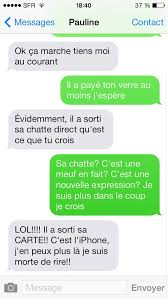 SFR 18:40 37 %
Messages Pauline
Ok ça marche tiens moi
au courant
Il a payé ton verre au
moins j'espère
Évidemment, il a sorti
sa chatte direct qu'est
ce que tu crois
Sa chatte? C'est une
meuf en fait? C'est une
nouvelle expression? Je
suis plus dans le coup
je crois
LOL!!!! Il a sorti
sa CARTE!! C'est l'iPhone,
j'en peux plus là je suis
morte de rire!!
Message Envoyer